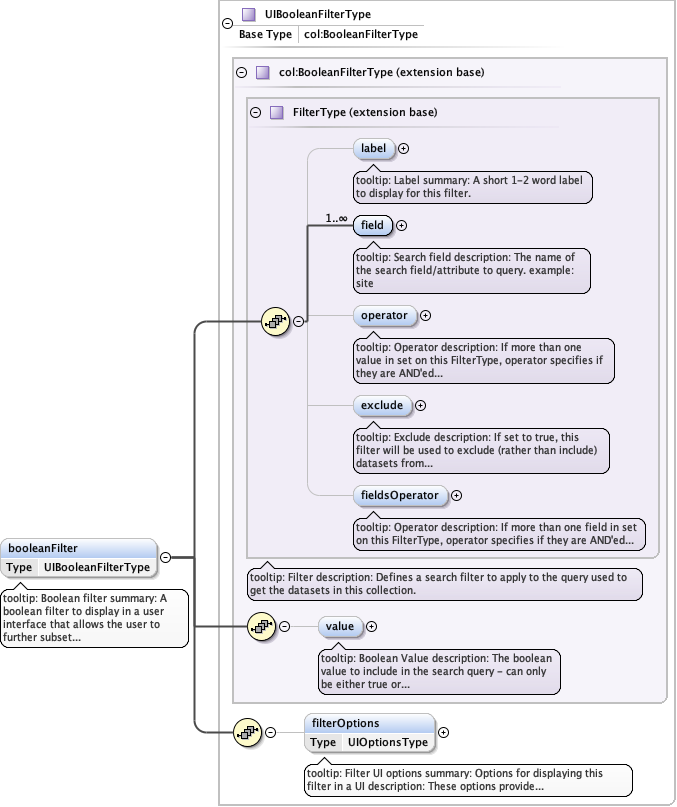 UIBooleanFilterType
Base Type col:BooleanFilterType
col:BooleanFilterType (extension base)
FilterType (extension base)
label
tooltip: Label summary: A short 1-2 word label
to display for this filter.
1..∞
field
tooltip: Search field description: The name of
the search field/attribute to query. example:
site
operator
tooltip: Operator description: If more than one
value in set on this FilterType, operator specifies if
they are AND'ed...
exclude
tooltip: Exclude description: If set to true, this
filter will be used to exclude (rather than include)
datasets from...
fieldsOperator
tooltip: Operator description: If more than one field in set
on this FilterType, operator specifies if they are AND'ed...
booleanFilter
Type UIBooleanFilterType
tooltip: Boolean filter summary: A
boolean filter to display in a user
interface that allows the user to
further subset...
tooltip: Filter description: Defines a search filter to apply to the query used to
get the datasets in this collection.
value
tooltip: Boolean Value description: The boolean
value to include in the search query - can only
be either true or...
filterOptions
Type UIOptionsType
tooltip: Filter UI options summary: Options for displaying this
filter in a UI description: These options provide...